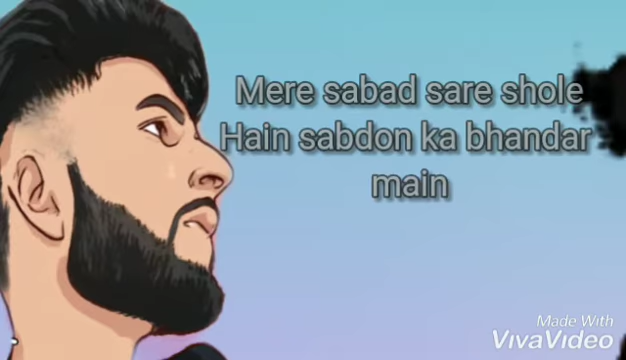 Mere sabad sare shole
Hain sabdon ka bhandar
main
Made With
VivaVideo